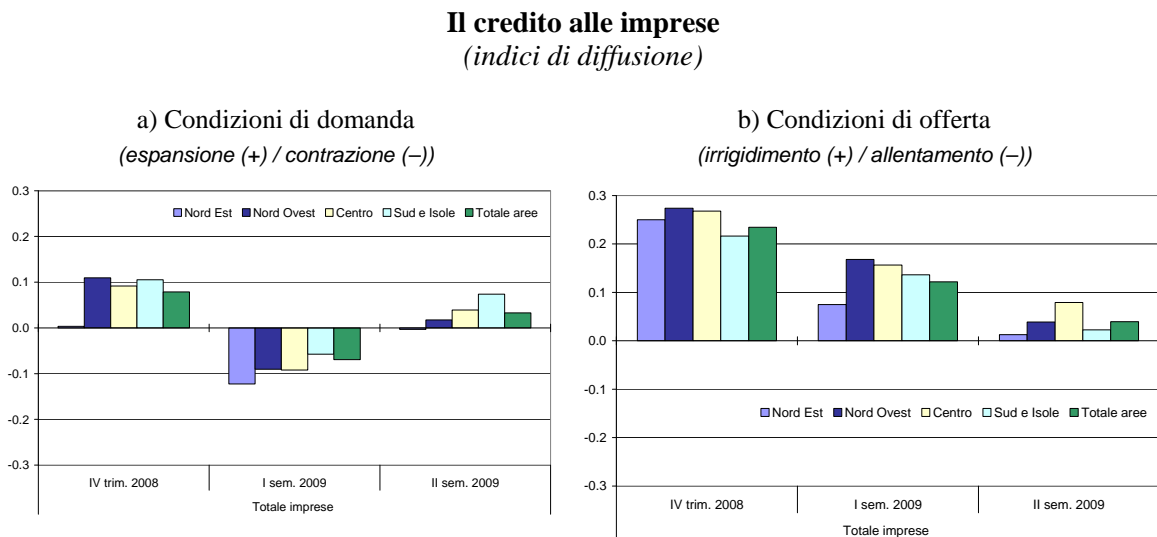 Il credito alle imprese
(indici di diffusione)
a) Condizioni di domanda
(espansione (+) / contrazione (–))
0.3
0.2
0.1
0.0
-0.1
-0.2
-0.3
Nord Est Nord Ovest Centro Sud e Isole Totale aree
IV trim. 2008 I sem. 2009 II sem. 2009
Totale imprese
b) Condizioni di offerta
(irrigidimento (+) / allentamento (–))
0.3
0.2
0.1
0.0
-0.1
-0.2
-0.3
Nord Est Nord Ovest Centro Sud e Isole Totale aree
IV trim. 2008 I sem. 2009 II sem. 2009
Totale imprese